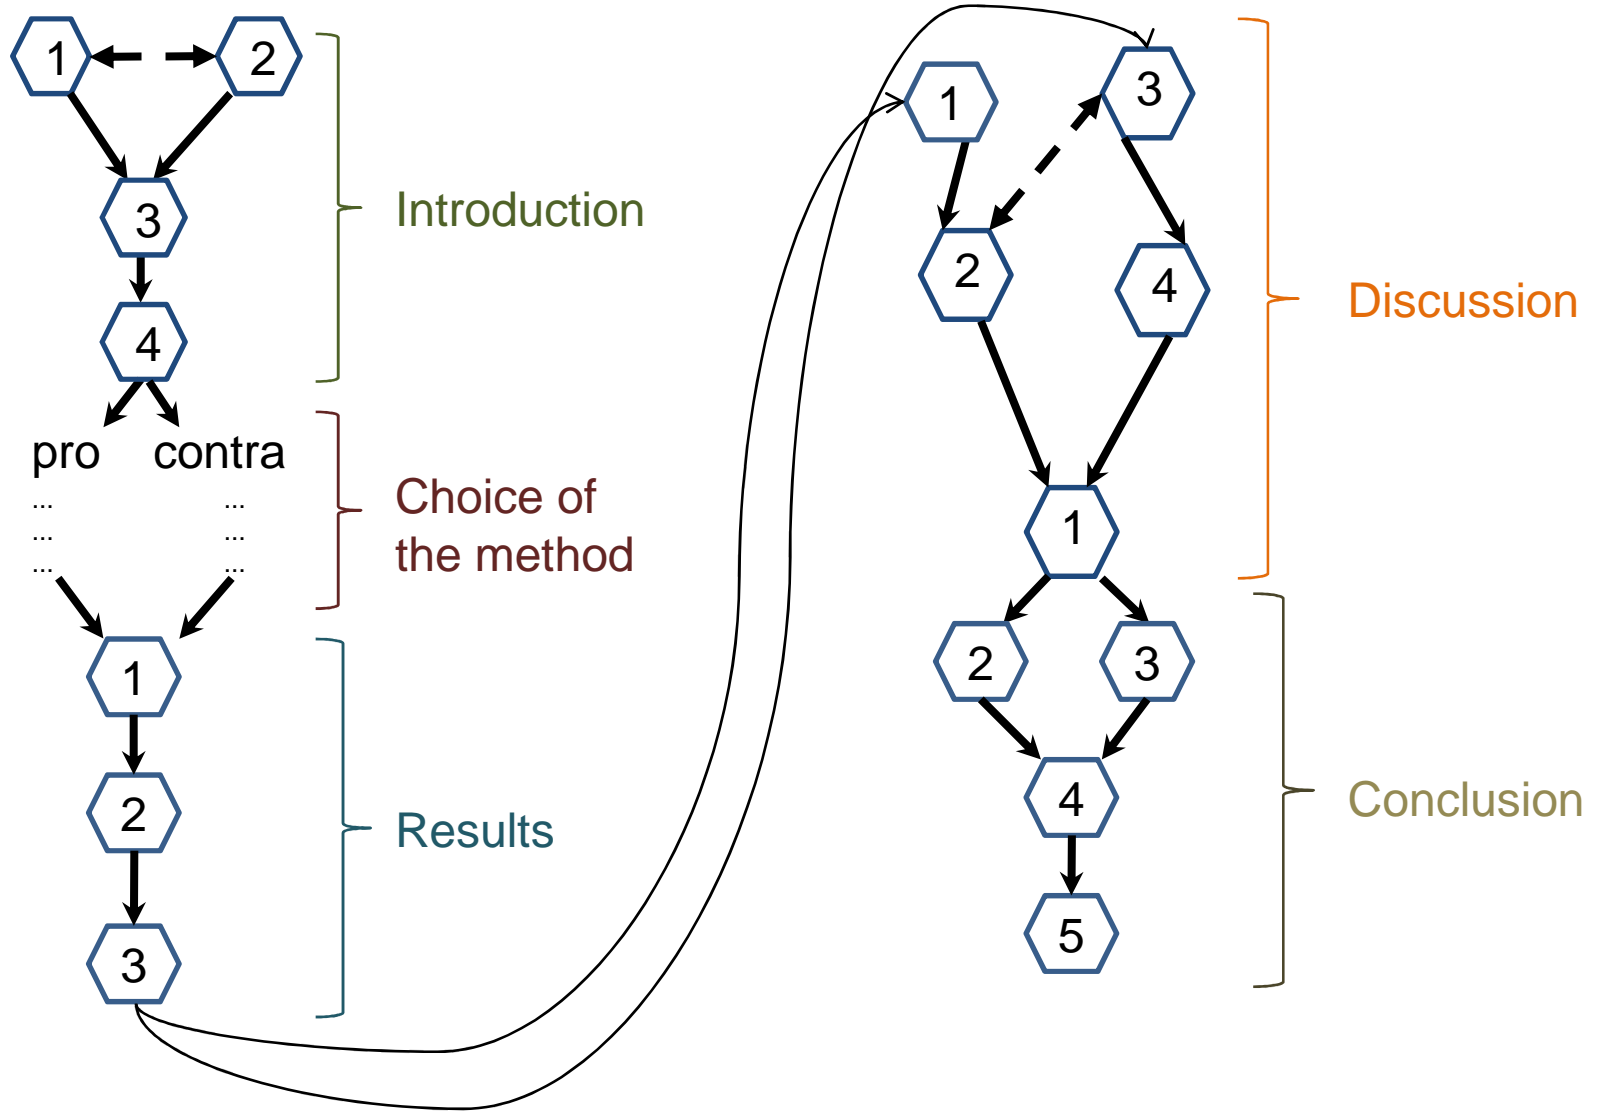 1 2
3
Introduction
4
pro contra
... ...
... ...
... ...
Choice of
the method
1
2
Results
3
1 3
2 4
Discussion
1
2 3
4
Conclusion
5